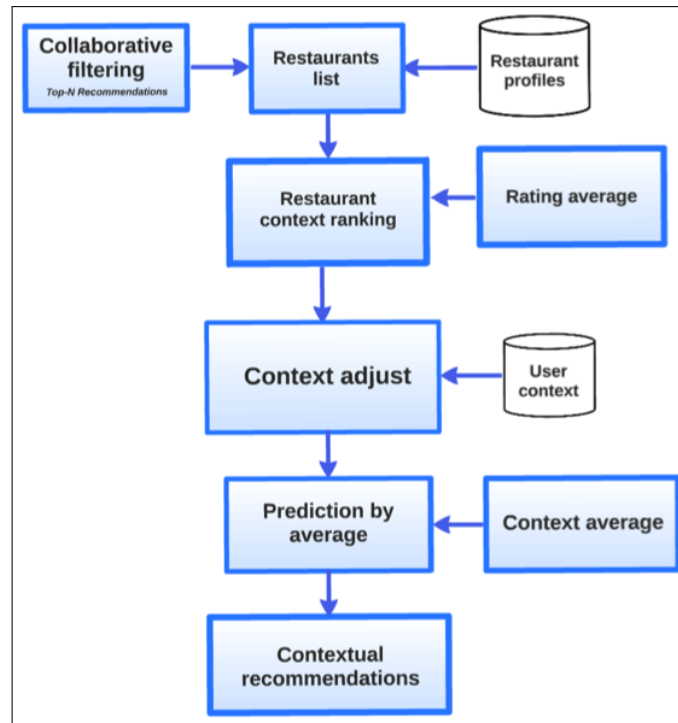 Collaborative
filtering
Top-N Recommendations
Restaurants
list
Restaurant
profiles
Restaurant
context ranking
Rating average
Context adjust
User
context
Prediction by
average
Context average
Contextual
recommendations